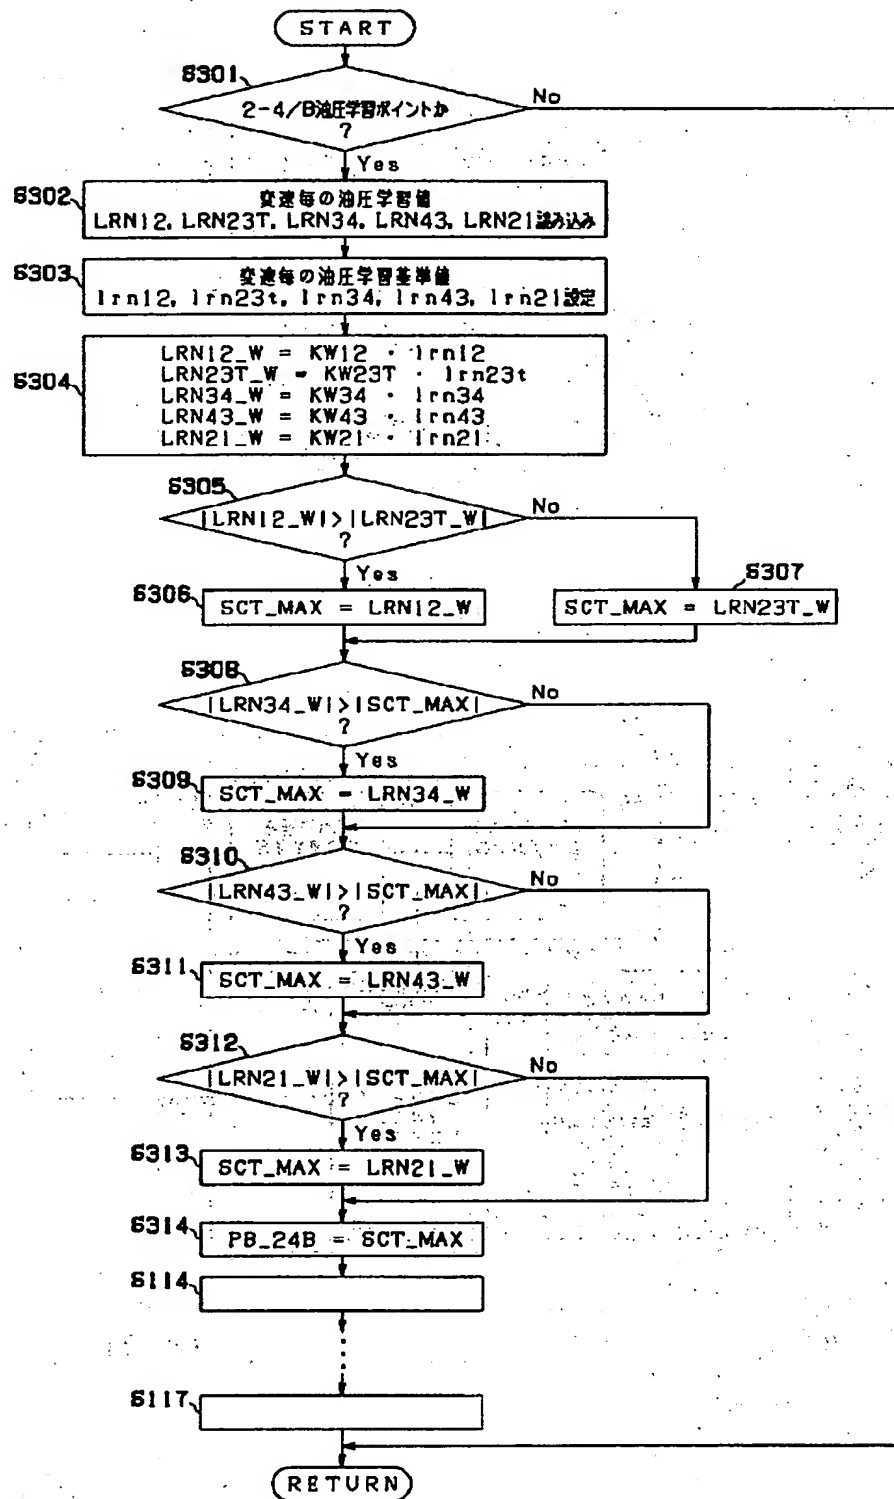 START
S301
2-4/B油圧学習ポイントか
?
No
Yes
S302
変速毎の油圧学習値
LRN12, LRN23T, LRN34, LRN43, LRN21読み込み
S303
変速毎の油圧学習基準値
lrn12, lrn23t, lrn34, lrn43, lrn21設定
S304
LRN12_W = KW12 · lrn12
LRN23T_W = KW23T · lrn23t
LRN34_W = KW34 · lrn34
LRN43_W = KW43 · lrn43
LRN21_W = KW21 · lrn21
S305
|LRN12_W|>|LRN23T_W|
?
No
Yes
S306
SCT_MAX = LRN12_W
S307
SCT_MAX = LRN23T_W
S308
|LRN34_W|>|SCT_MAX|
?
No
Yes
S309
SCT_MAX = LRN34_W
S310
|LRN43_W|>|SCT_MAX|
?
No
Yes
S311
SCT_MAX = LRN43_W
S312
|LRN21_W|>|SCT_MAX|
?
No
Yes
S313
SCT_MAX = LRN21_W
S314
PB_24B = SCT_MAX
S114
S117
RETURN